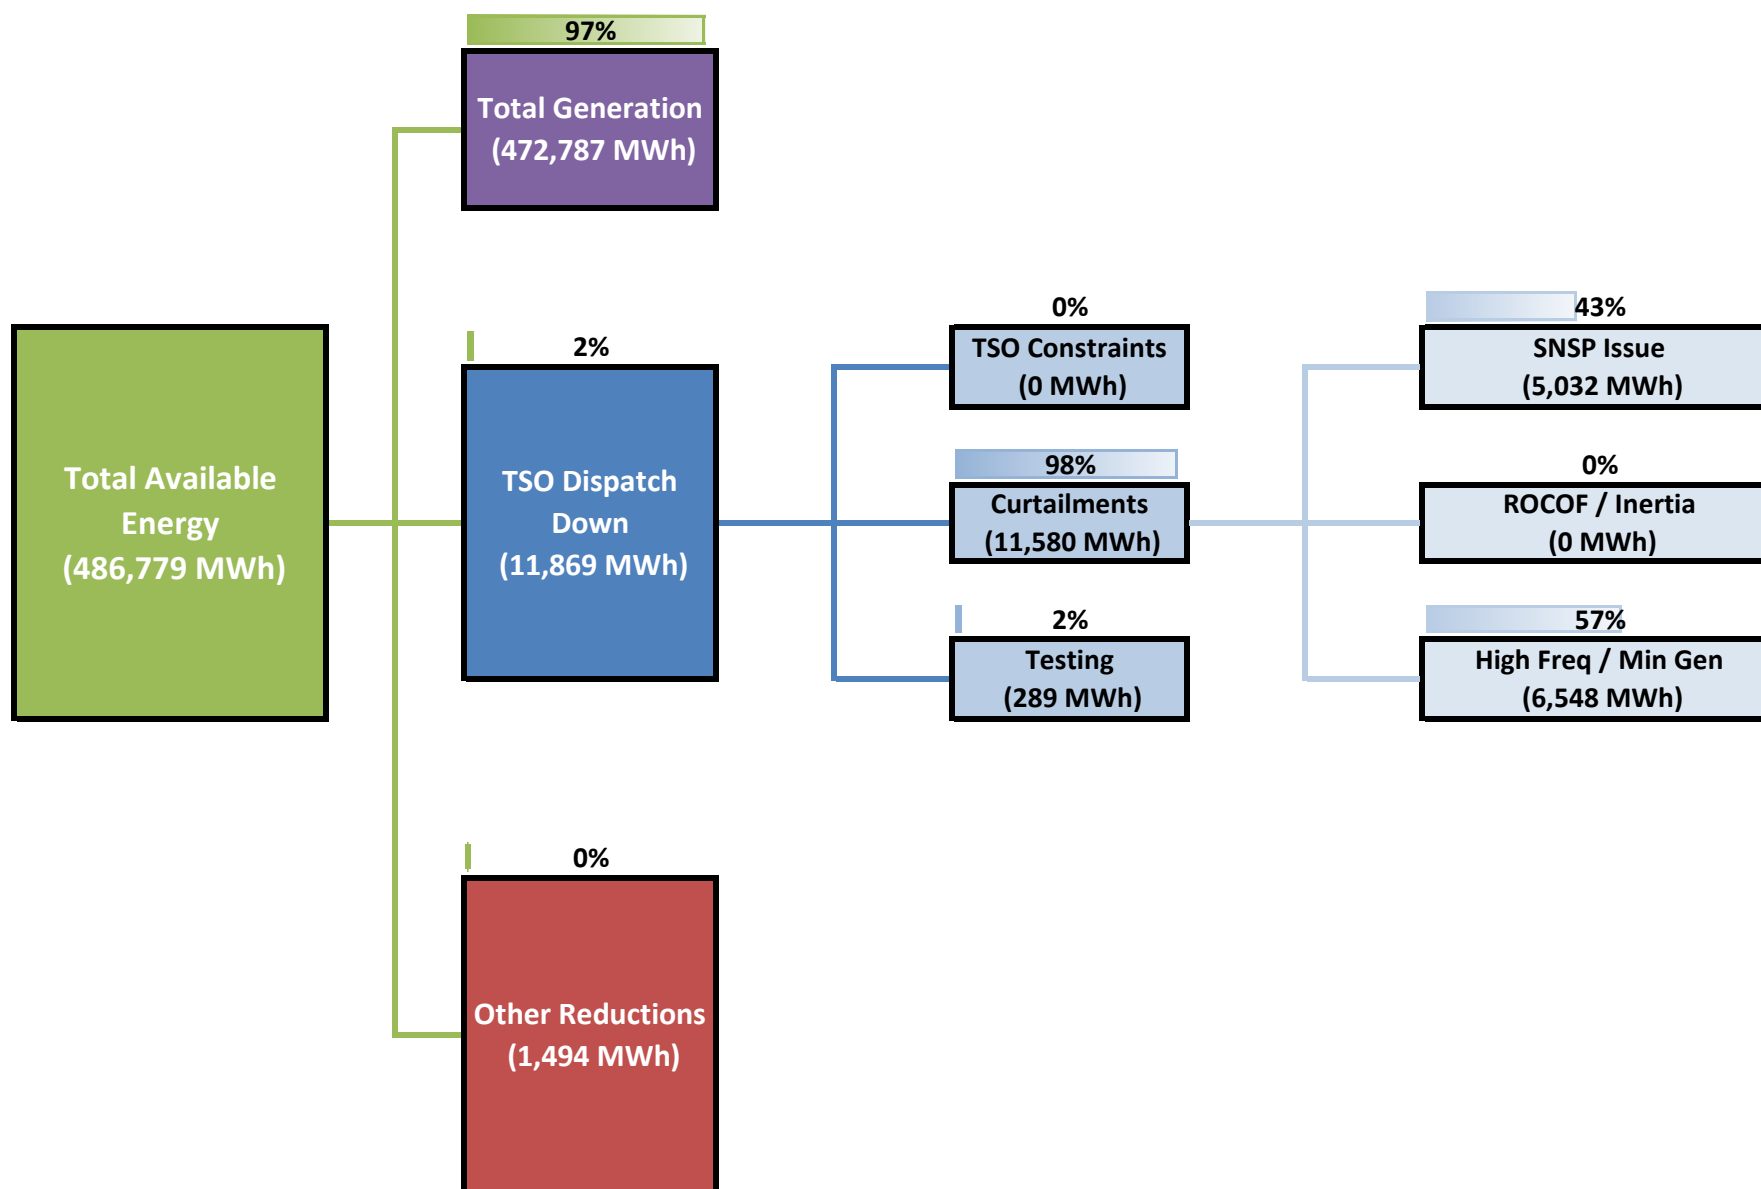 97%
Total Generation
(472,787 MWh)
Total Available
Energy
(486,779 MWh)
2%
TSO Dispatch
Down
(11,869 MWh)
0%
TSO Constraints
(0 MWh)
98%
Curtailments
(11,580 MWh)
2%
Testing
(289 MWh)
43%
SNSP Issue
(5,032 MWh)
0%
ROCOF / Inertia
(0 MWh)
57%
High Freq / Min Gen
(6,548 MWh)
0%
Other Reductions
(1,494 MWh)